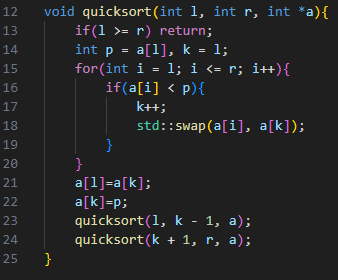 12 void quicksort(int l, int r, int *a){
13     if(l >= r) return;
14     int p = a[l], k = l;
15     for(int i = l; i <= r; i++){
16         if(a[i] < p){
17             k++;
18             std::swap(a[i], a[k]);
19         }
20     }
21     a[l]=a[k];
22     a[k]=p;
23     quicksort(l, k - 1, a);
24     quicksort(k + 1, r, a);
25 }